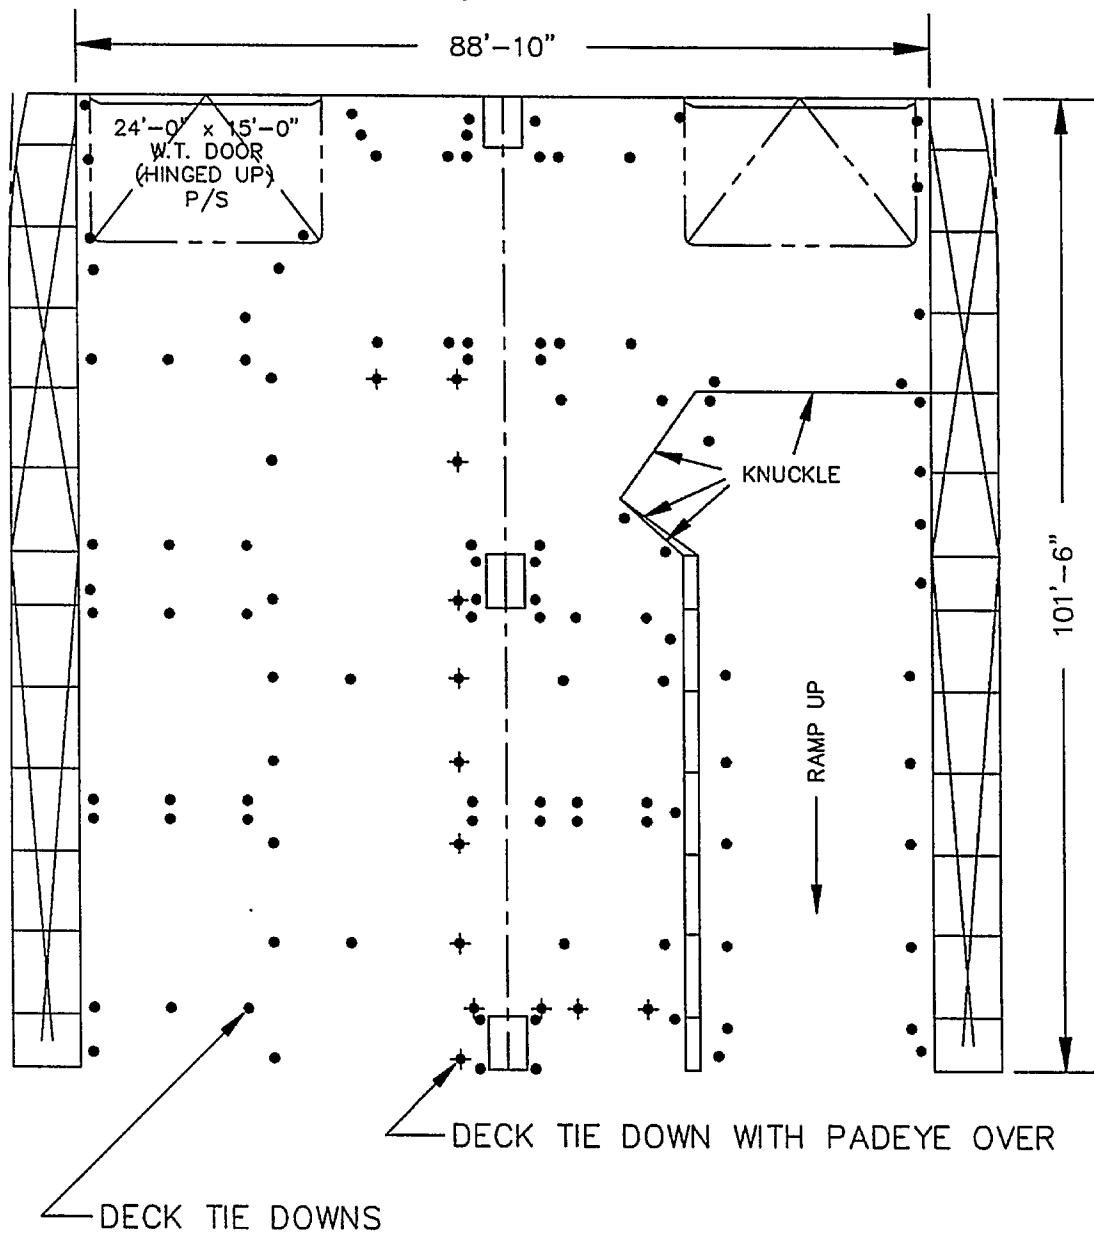 88'-10"
24'-0" x 15'-0"
W.T. DOOR
(HINGED UP)
P/S
KNUCKLE
101'-6"
RAMP UP
DECK TIE DOWN WITH PADEYE OVER
DECK TIE DOWNS